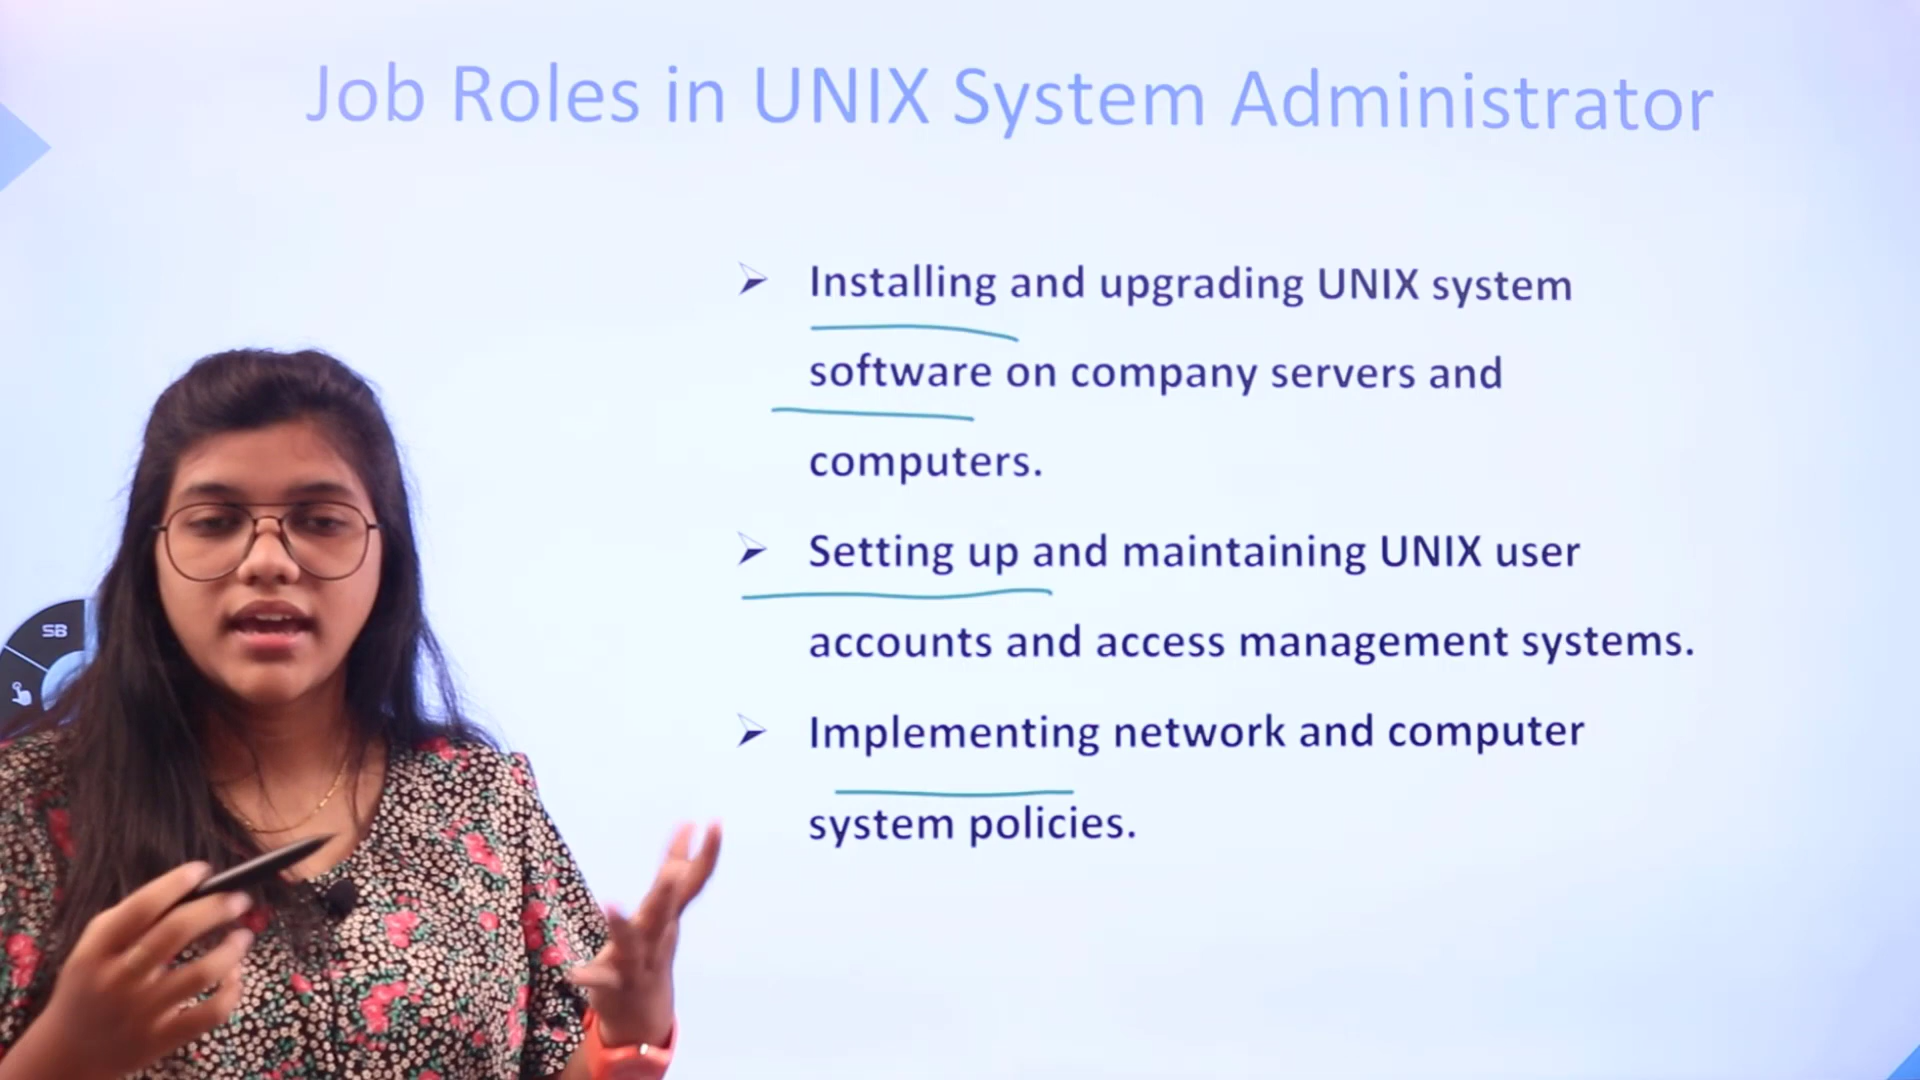 Job Roles in UNIX System Administrator
➢ Installing and upgrading UNIX system
software on company servers and
computers.
➢ Setting up and maintaining UNIX user
accounts and access management systems.
➢ Implementing network and computer
system policies.
SB